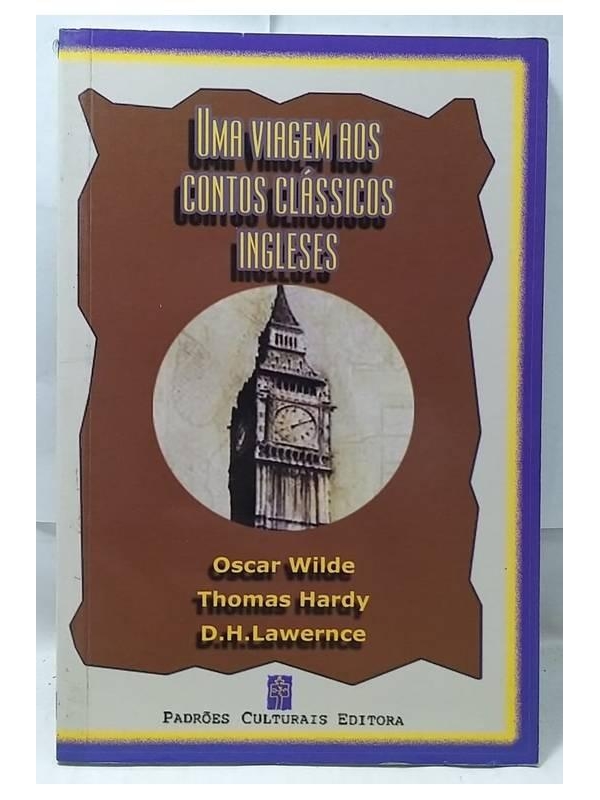 UMA VIAGEM AOS
CONTOS CLÁSSICOS
INGLESES
Oscar Wilde
Thomas Hardy
D.H.Lawernce
PADRÕES CULTURAIS EDITORA